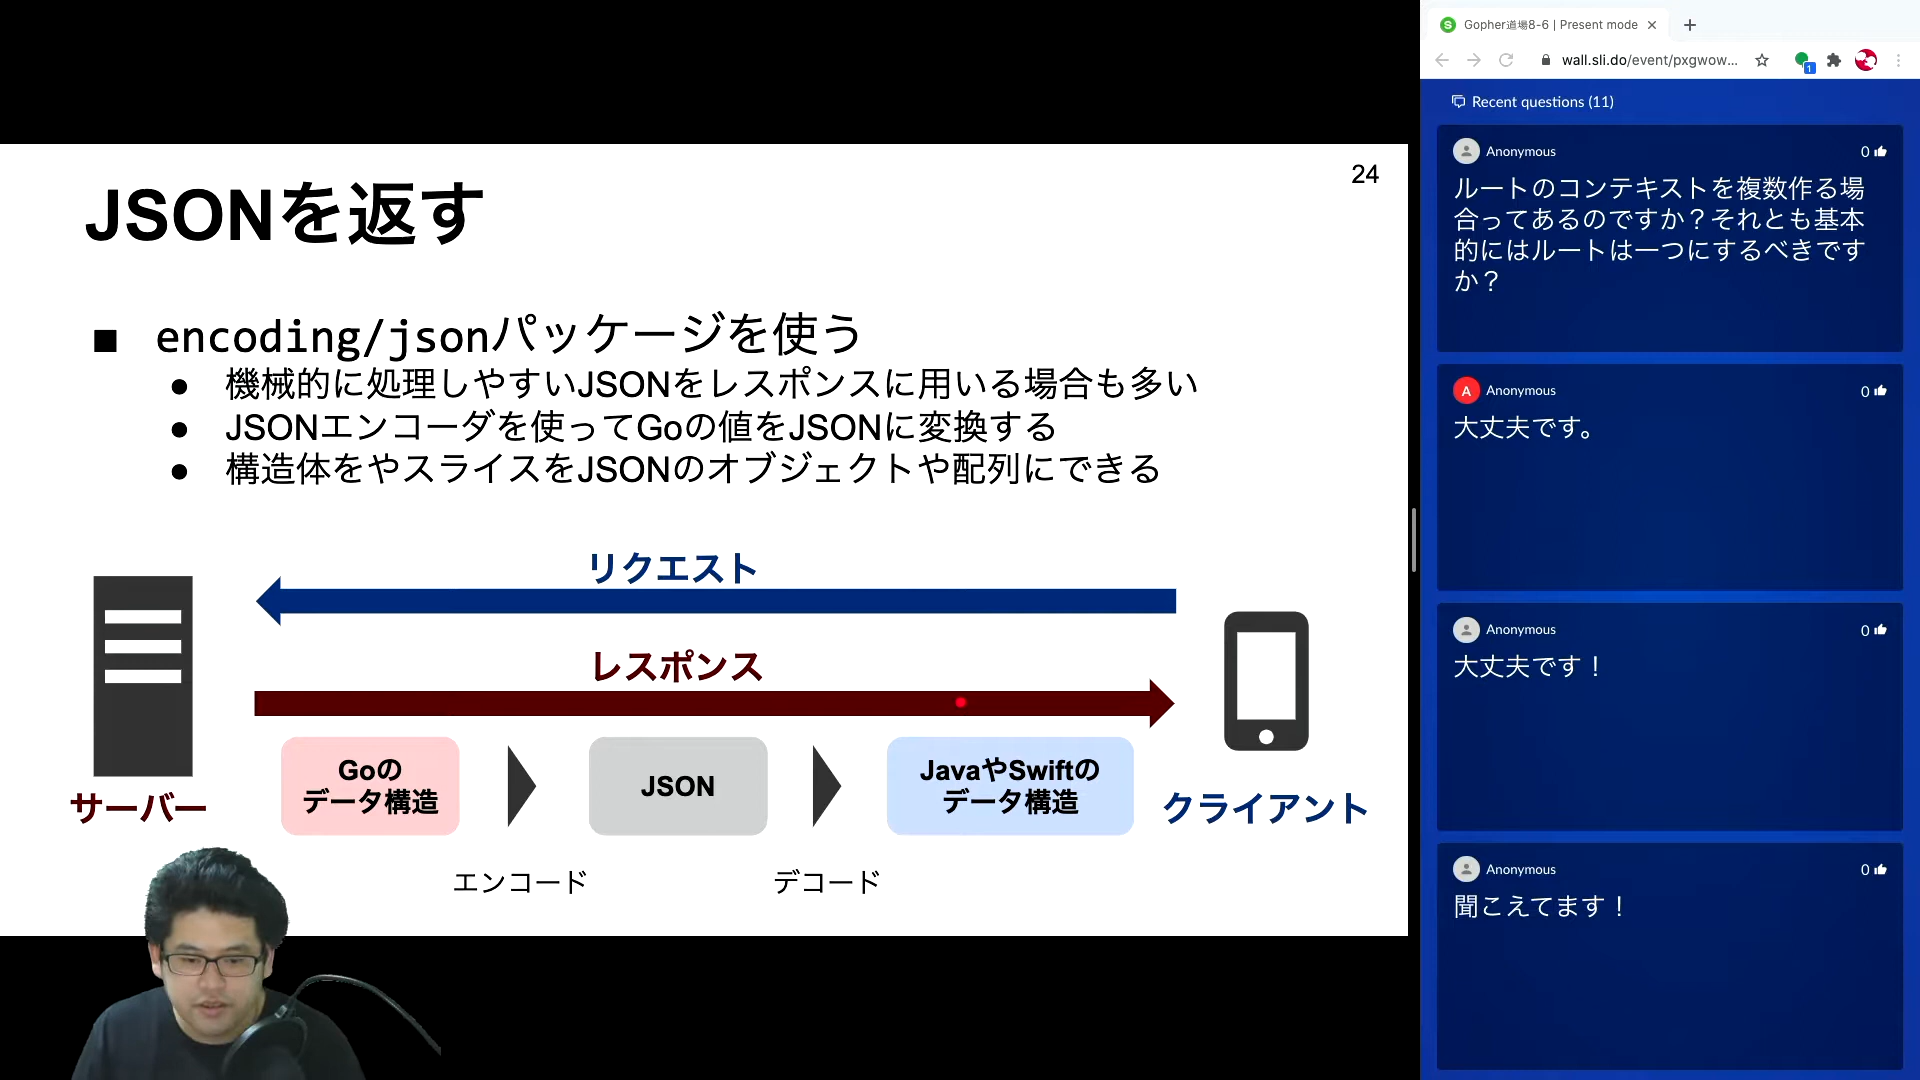 24
JSONを返す
■ encoding/jsonパッケージを使う
● 機械的に処理しやすいJSONをレスポンスに用いる場合も多い
● JSONエンコーダを使ってGoの値をJSONに変換する
● 構造体をやスライスをJSONのオブジェクトや配列にできる
リクエスト
レスポンス
Goの
データ構造
JSON
JavaやSwiftの
データ構造
サーバー
クライアント
エンコード
デコード
S Gopher道場8-6 | Present mode
wall.sli.do/event/pxgwow...
1
Recent questions (11)
Anonymous 0
ルートのコンテキストを複数作る場
合ってあるのですか？それとも基本
的にはルートは一つにするべきです
か？
A Anonymous 0
大丈夫です。
Anonymous 0
大丈夫です！
Anonymous 0
聞こえてます！